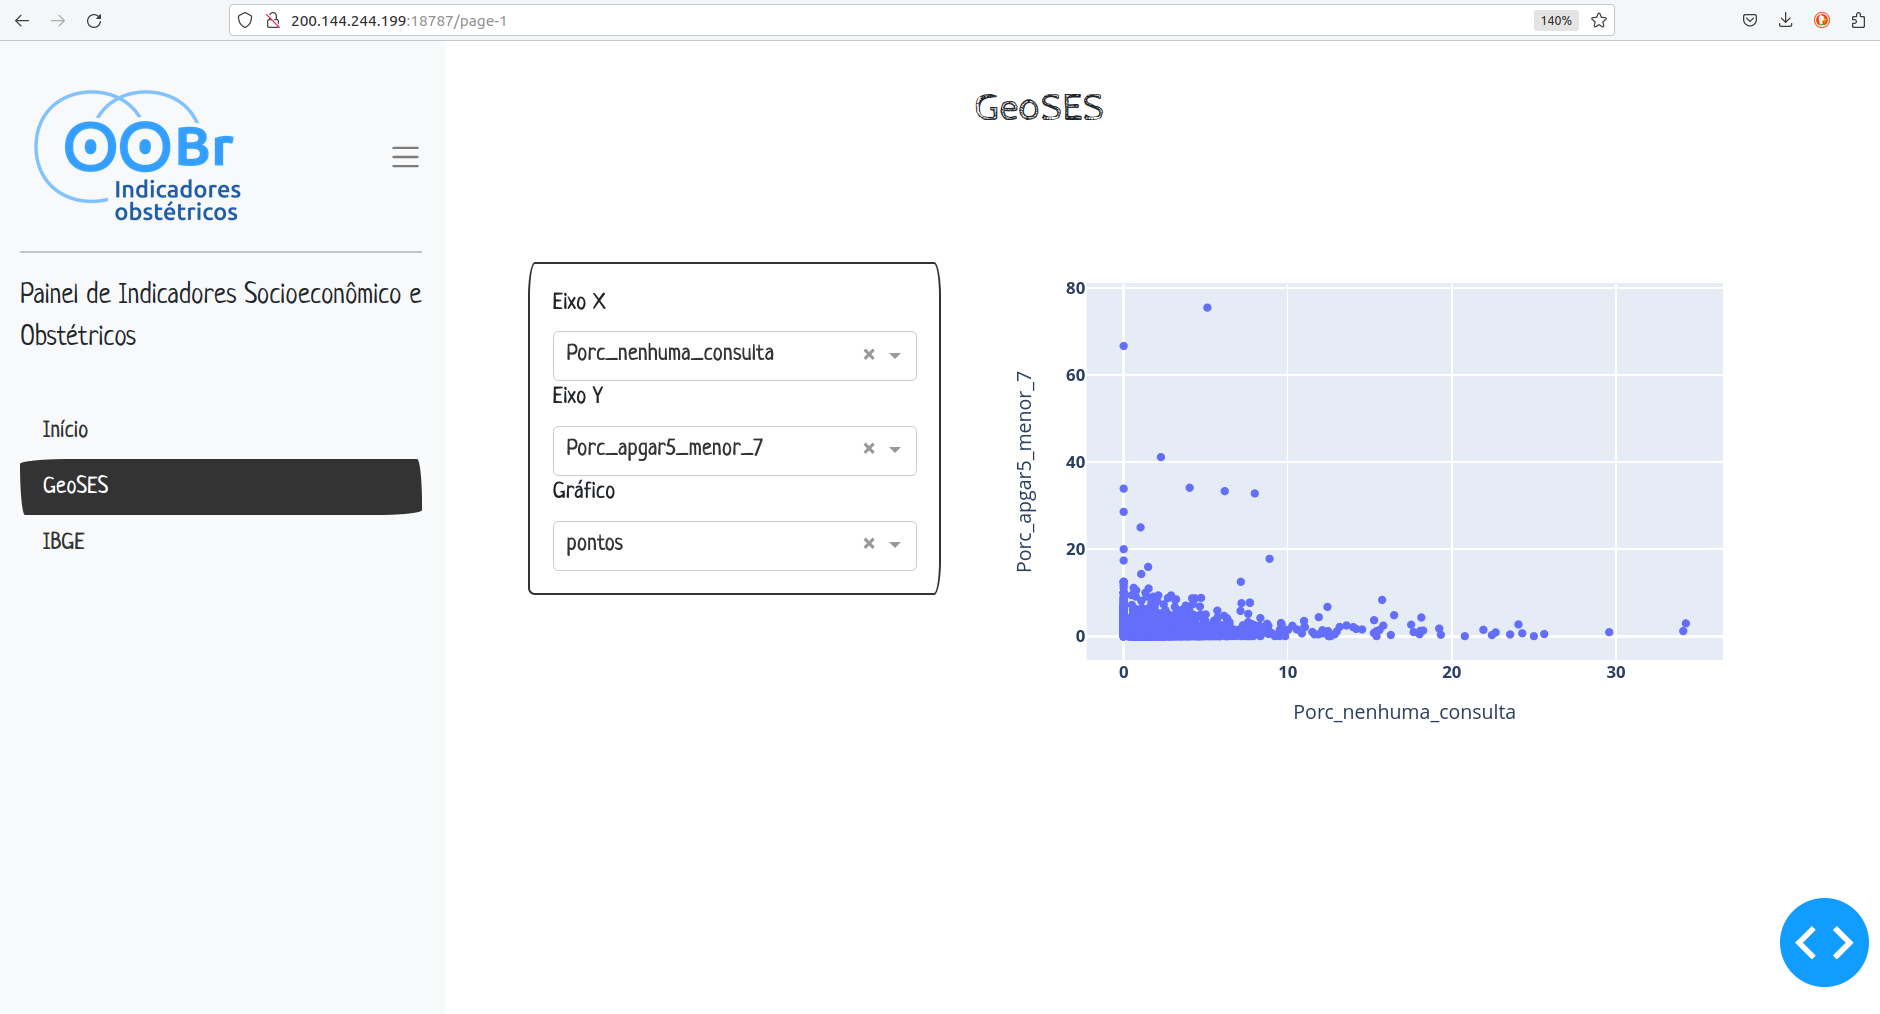 200.144.244.199:18787/page-1
140%
OOBr
Indicadores
obstétricos
Painel de Indicadores Socioeconômico e
Obstétricos
Início
GeoSES
IBGE
GeoSES
Eixo X
Porc_nenhuma_consulta
Eixo Y
Porc_apgar5_menor_7
Gráfico
pontos
80
60
40
20
0
Porc_apgar5_menor_7
0
10
20
30
Porc_nenhuma_consulta